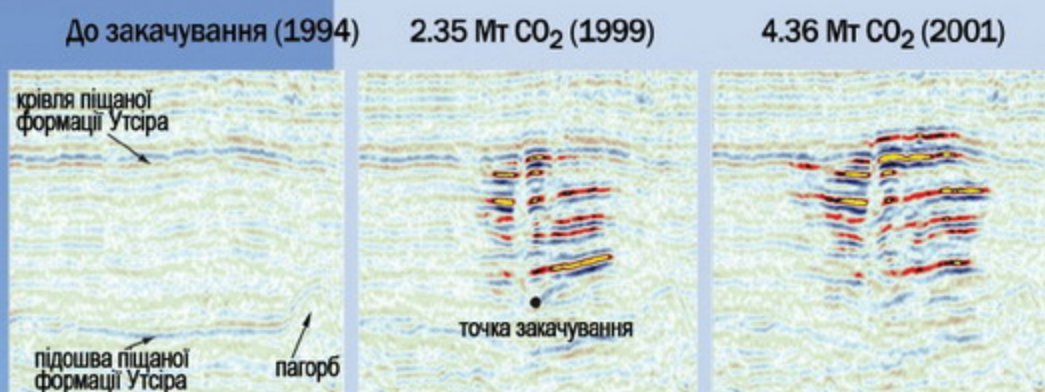 До закачування (1994)
2.35 Мт CO₂ (1999)
4.36 Мт CO₂ (2001)
крівля піщаної
формації Утсіра
точка закачування
підошва піщаної
формації Утсіра
пагорб